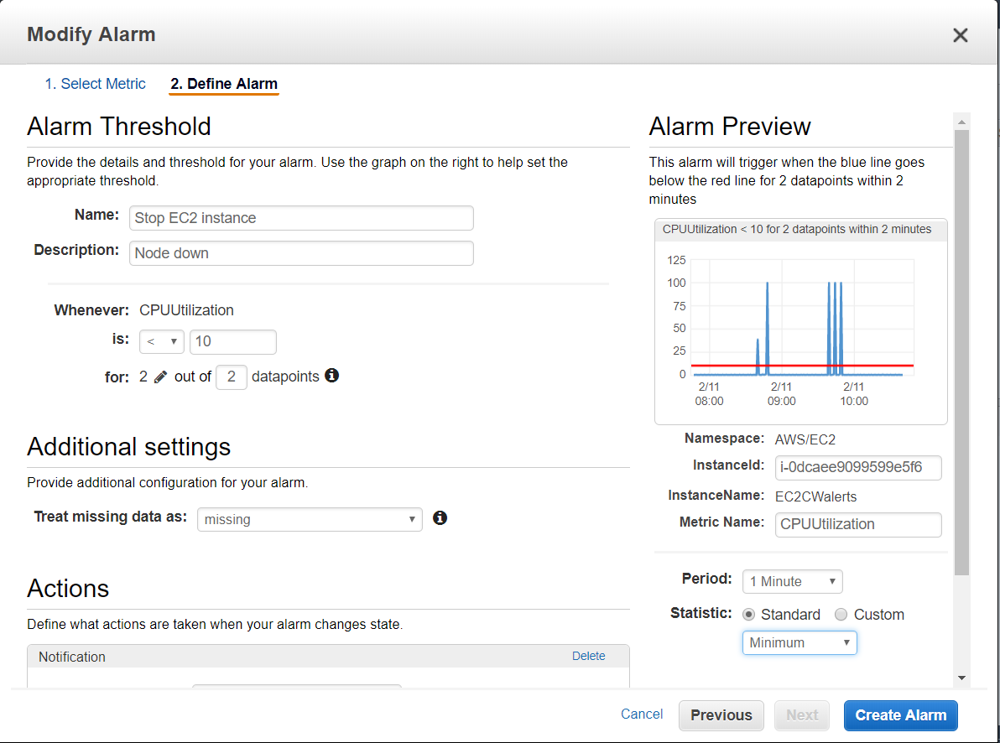 Modify Alarm
1. Select Metric 2. Define Alarm
Alarm Threshold
Provide the details and threshold for your alarm. Use the graph on the right to help set the
appropriate threshold.
Name: Stop EC2 instance
Description: Node down
Whenever: CPUUtilization
is: < 10
for: 2 out of 2 datapoints
Additional settings
Provide additional configuration for your alarm.
Treat missing data as: missing
Actions
Define what actions are taken when your alarm changes state.
Notification Delete
Alarm Preview
This alarm will trigger when the blue line goes
below the red line for 2 datapoints within 2
minutes
CPUUtilization < 10 for 2 datapoints within 2 minutes
125
100
75
50
25
0
2/11 2/11 2/11
08:00 09:00 10:00
Namespace: AWS/EC2
InstanceId: i-0dcaee9099599e5f6
InstanceName: EC2CWalerts
Metric Name: CPUUtilization
Period: 1 Minute
Statistic: Standard Custom
Minimum
Cancel Previous Next Create Alarm